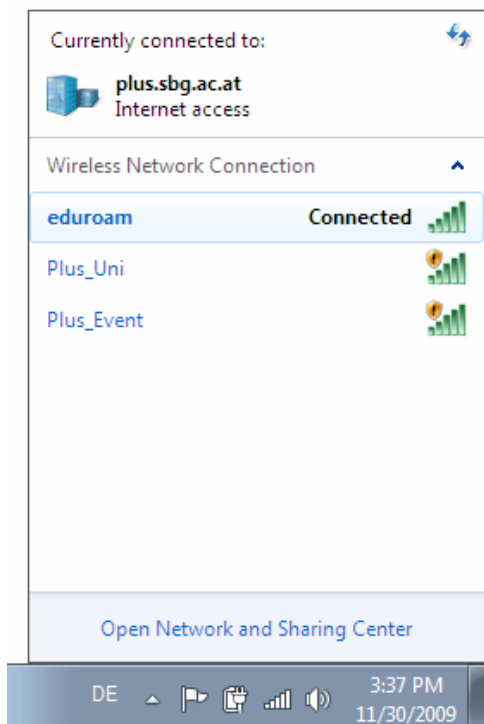 Currently connected to:
plus.sbg.ac.at
Internet access
Wireless Network Connection
eduroam Connected
Plus_Uni
Plus_Event
Open Network and Sharing Center
DE 3:37 PM
11/30/2009